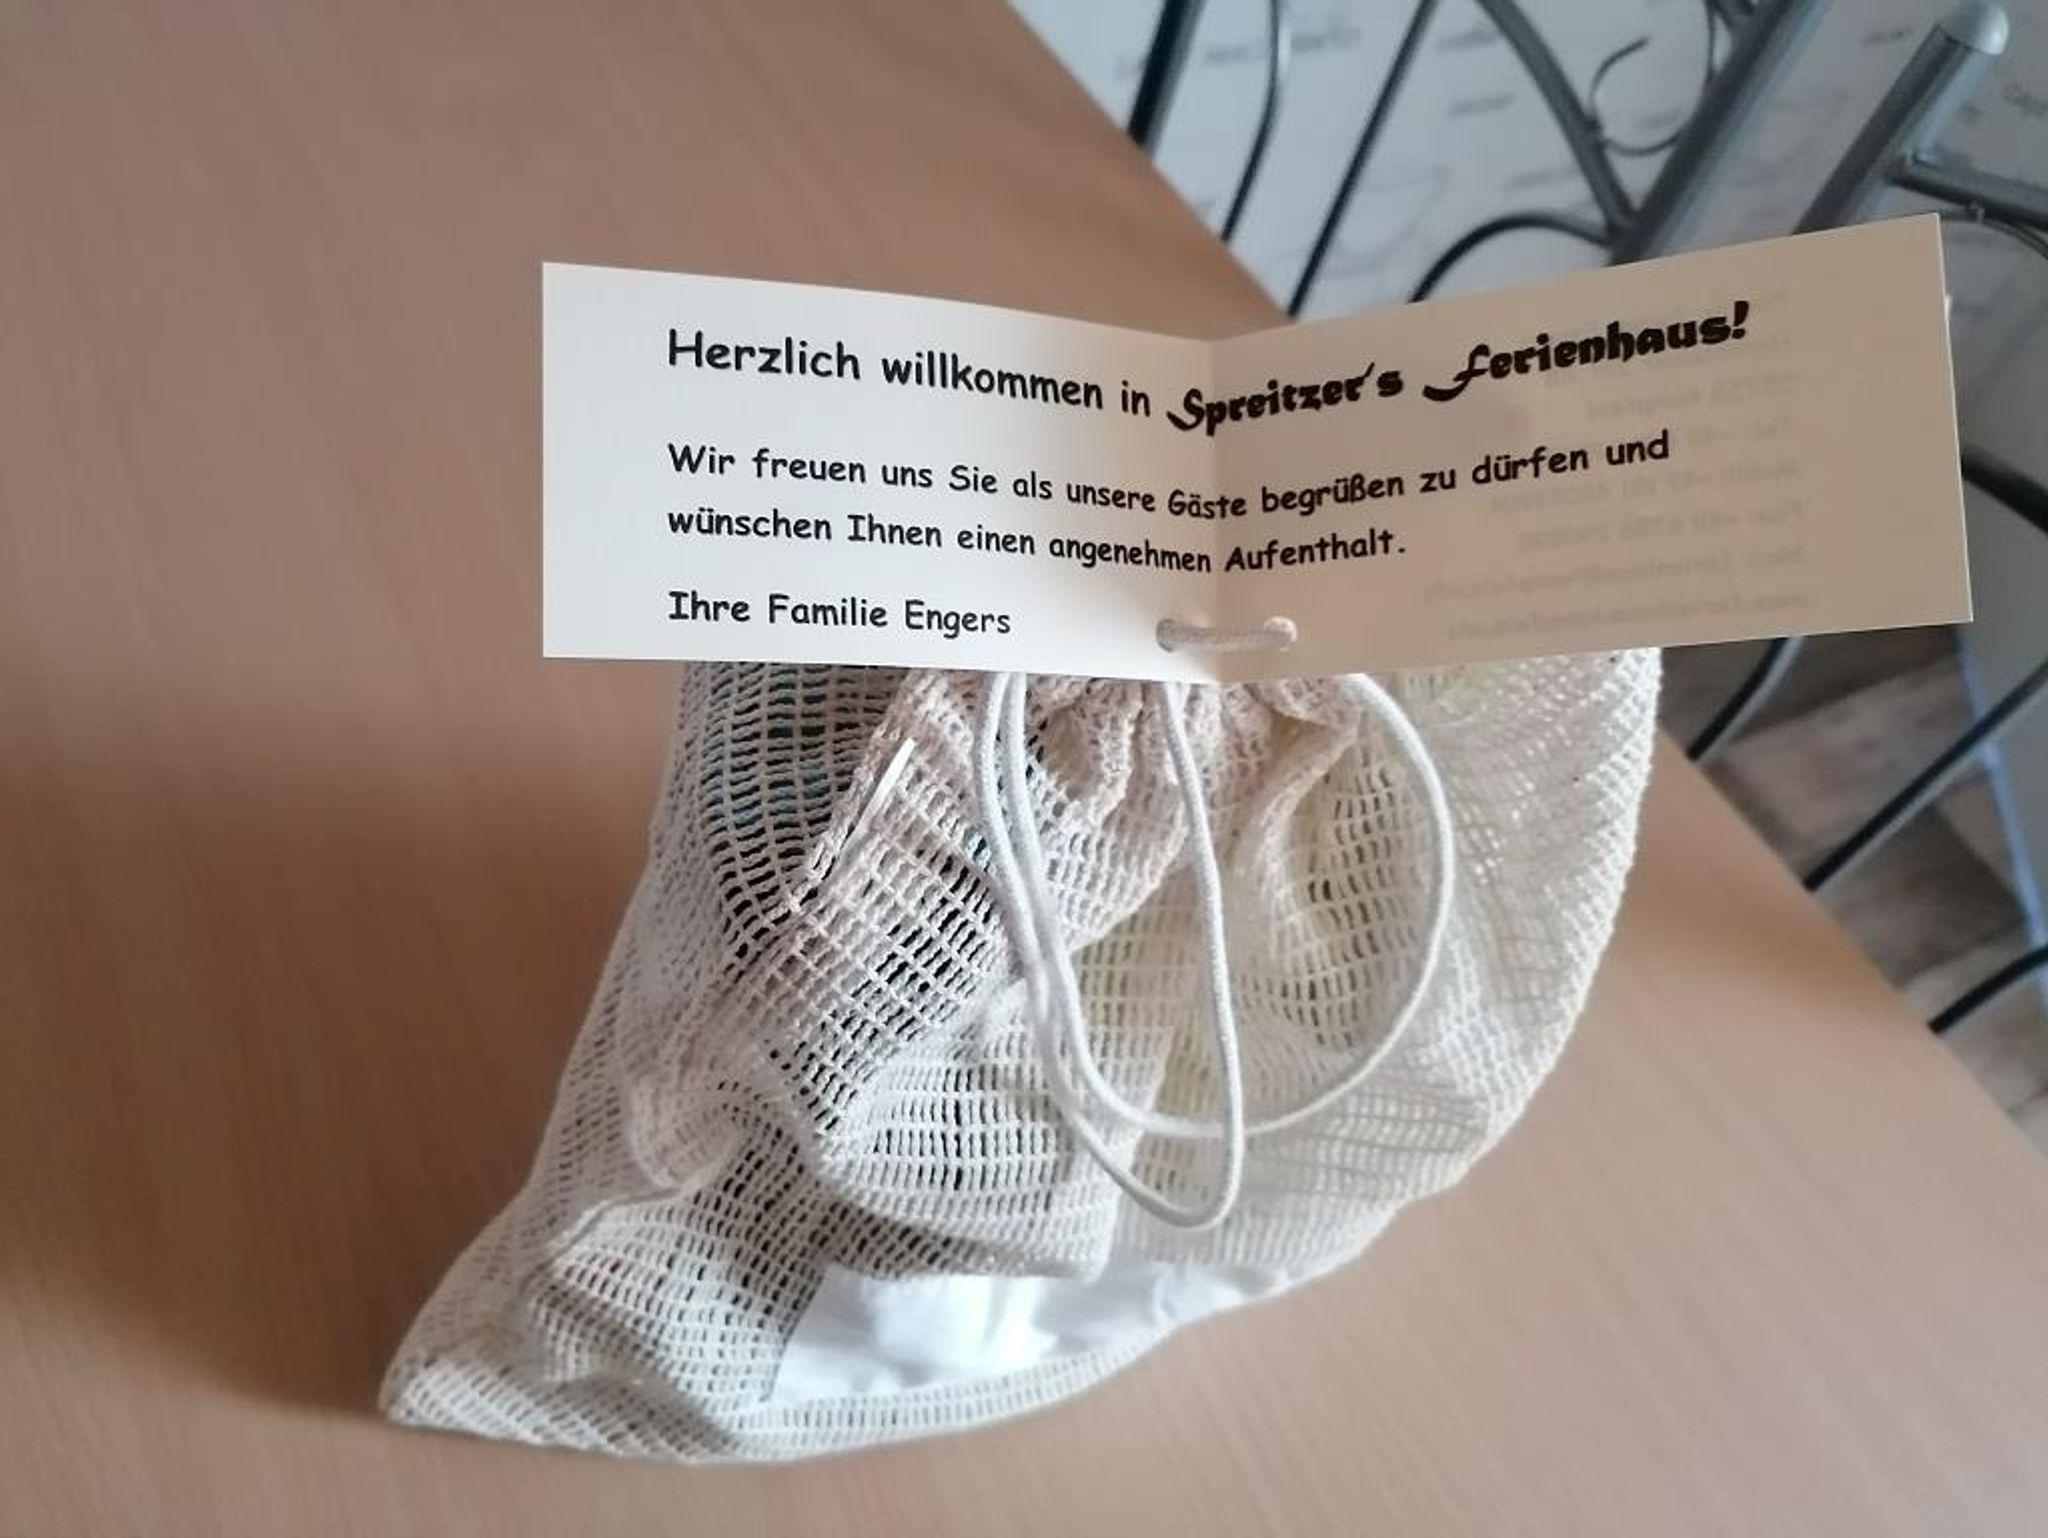 Herzlich willkommen in Spreitzer's Ferienhaus!
Wir freuen uns Sie als unsere Gäste begrüßen zu dürfen und
wünschen Ihnen einen angenehmen Aufenthalt.
Ihre Familie Engers